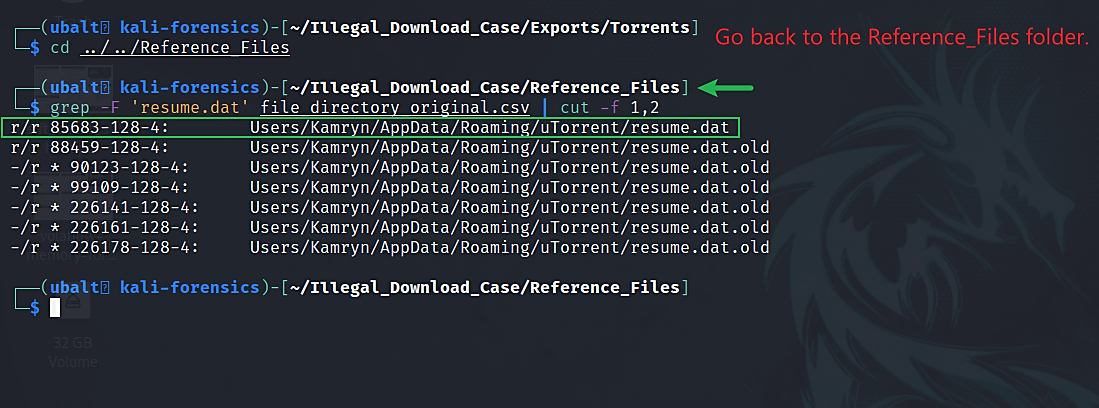 ┌──(ubalt㉿ kali-forensics)-[~/Illegal_Download_Case/Exports/Torrents]
└─$ cd ../../Reference_Files
Go back to the Reference_Files folder.
┌──(ubalt㉿ kali-forensics)-[~/Illegal_Download_Case/Reference_Files]
└─$ grep -F 'resume.dat' file_directory_original.csv | cut -f 1,2
r/r 85683-128-4: Users/Kamryn/AppData/Roaming/uTorrent/resume.dat
r/r 88459-128-4: Users/Kamryn/AppData/Roaming/uTorrent/resume.dat.old
-/r * 90123-128-4: Users/Kamryn/AppData/Roaming/uTorrent/resume.dat.old
-/r * 99109-128-4: Users/Kamryn/AppData/Roaming/uTorrent/resume.dat.old
-/r * 226141-128-4: Users/Kamryn/AppData/Roaming/uTorrent/resume.dat.old
-/r * 226161-128-4: Users/Kamryn/AppData/Roaming/uTorrent/resume.dat.old
-/r * 226178-128-4: Users/Kamryn/AppData/Roaming/uTorrent/resume.dat.old
┌──(ubalt㉿ kali-forensics)-[~/Illegal_Download_Case/Reference_Files]
└─$
32 GB
Volume